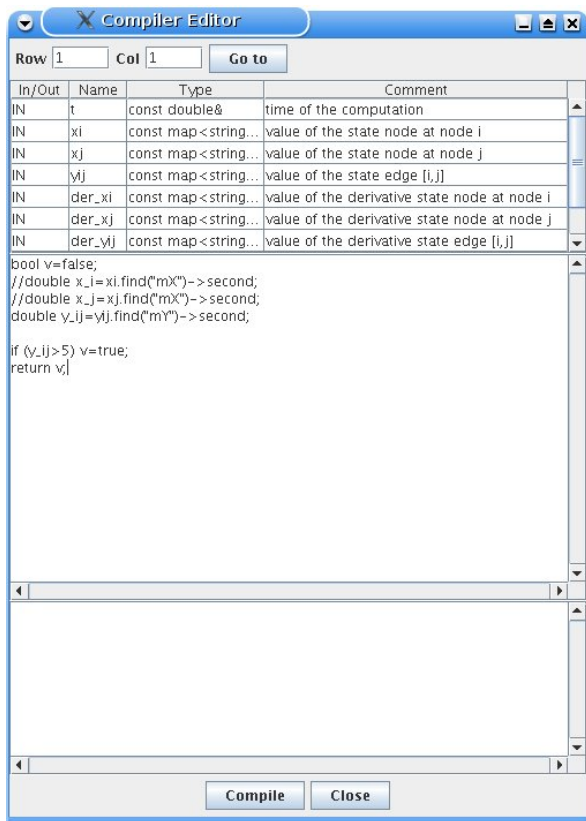 Compiler Editor
Row 1 Col 1 Go to
In/Out Name Type Comment
IN t const double& time of the computation
IN xi const map<string... value of the state node at node i
IN xj const map<string... value of the state node at node j
IN yij const map<string... value of the state edge [i,j]
IN der_xi const map<string... value of the derivative state node at node i
IN der_xj const map<string... value of the derivative state node at node j
IN der_yij const map<string... value of the derivative state edge [i,j]
bool v=false;
//double x_i=xi.find("mX")->second;
//double x_j=xj.find("mX")->second;
double y_ij=yij.find("mY")->second;
if (y_ij>5) v=true;
return v;
Compile Close